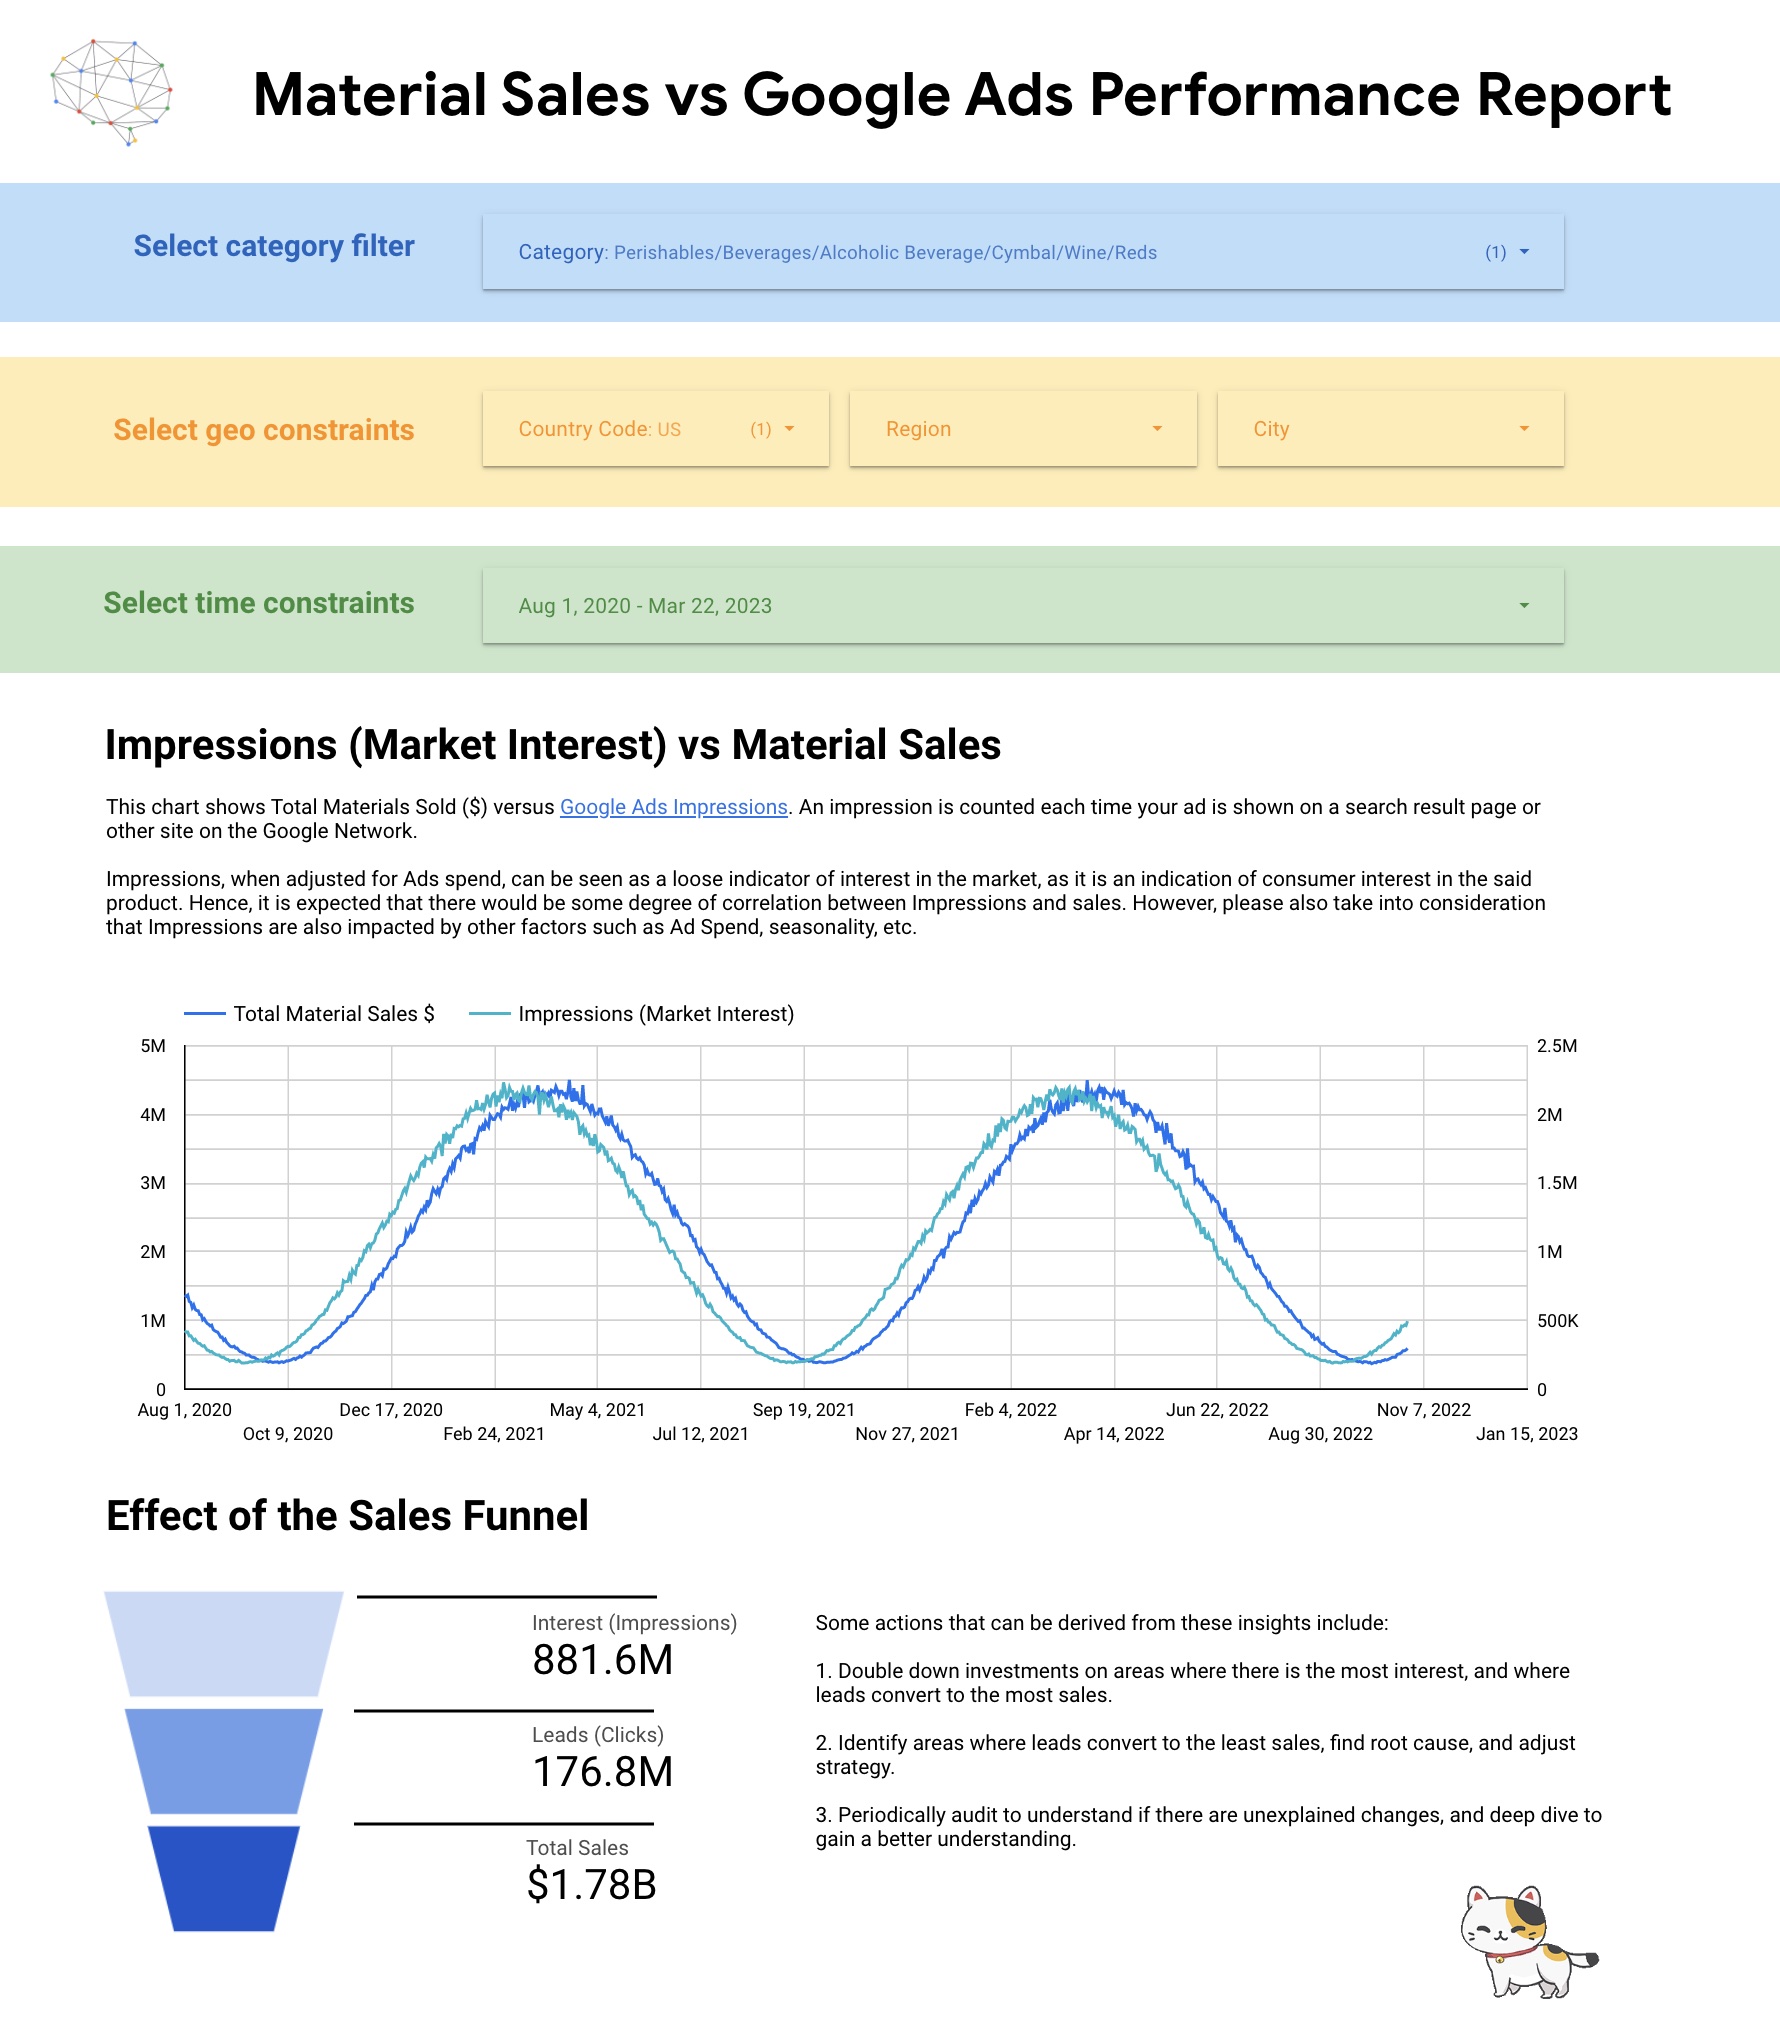 Material Sales vs Google Ads Performance Report
Select category filter
Category: Perishables/Beverages/Alcoholic Beverage/Cymbal/Wine/Reds (1)
Select geo constraints
Country Code: US (1)
Region
City
Select time constraints
Aug 1, 2020 - Mar 22, 2023
Impressions (Market Interest) vs Material Sales
This chart shows Total Materials Sold ($) versus Google Ads Impressions. An impression is counted each time your ad is shown on a search result page or
other site on the Google Network.
Impressions, when adjusted for Ads spend, can be seen as a loose indicator of interest in the market, as it is an indication of consumer interest in the said
product. Hence, it is expected that there would be some degree of correlation between Impressions and sales. However, please also take into consideration
that Impressions are also impacted by other factors such as Ad Spend, seasonality, etc.
Total Material Sales $
Impressions (Market Interest)
5M
2.5M
4M
2M
3M
1.5M
2M
1M
1M
500K
0
0
Aug 1, 2020
Dec 17, 2020
May 4, 2021
Sep 19, 2021
Feb 4, 2022
Jun 22, 2022
Nov 7, 2022
Oct 9, 2020
Feb 24, 2021
Jul 12, 2021
Nov 27, 2021
Apr 14, 2022
Aug 30, 2022
Jan 15, 2023
Effect of the Sales Funnel
Interest (Impressions)
881.6M
Leads (Clicks)
176.8M
Total Sales
$1.78B
Some actions that can be derived from these insights include:
1. Double down investments on areas where there is the most interest, and where
leads convert to the most sales.
2. Identify areas where leads convert to the least sales, find root cause, and adjust
strategy.
3. Periodically audit to understand if there are unexplained changes, and deep dive to
gain a better understanding.